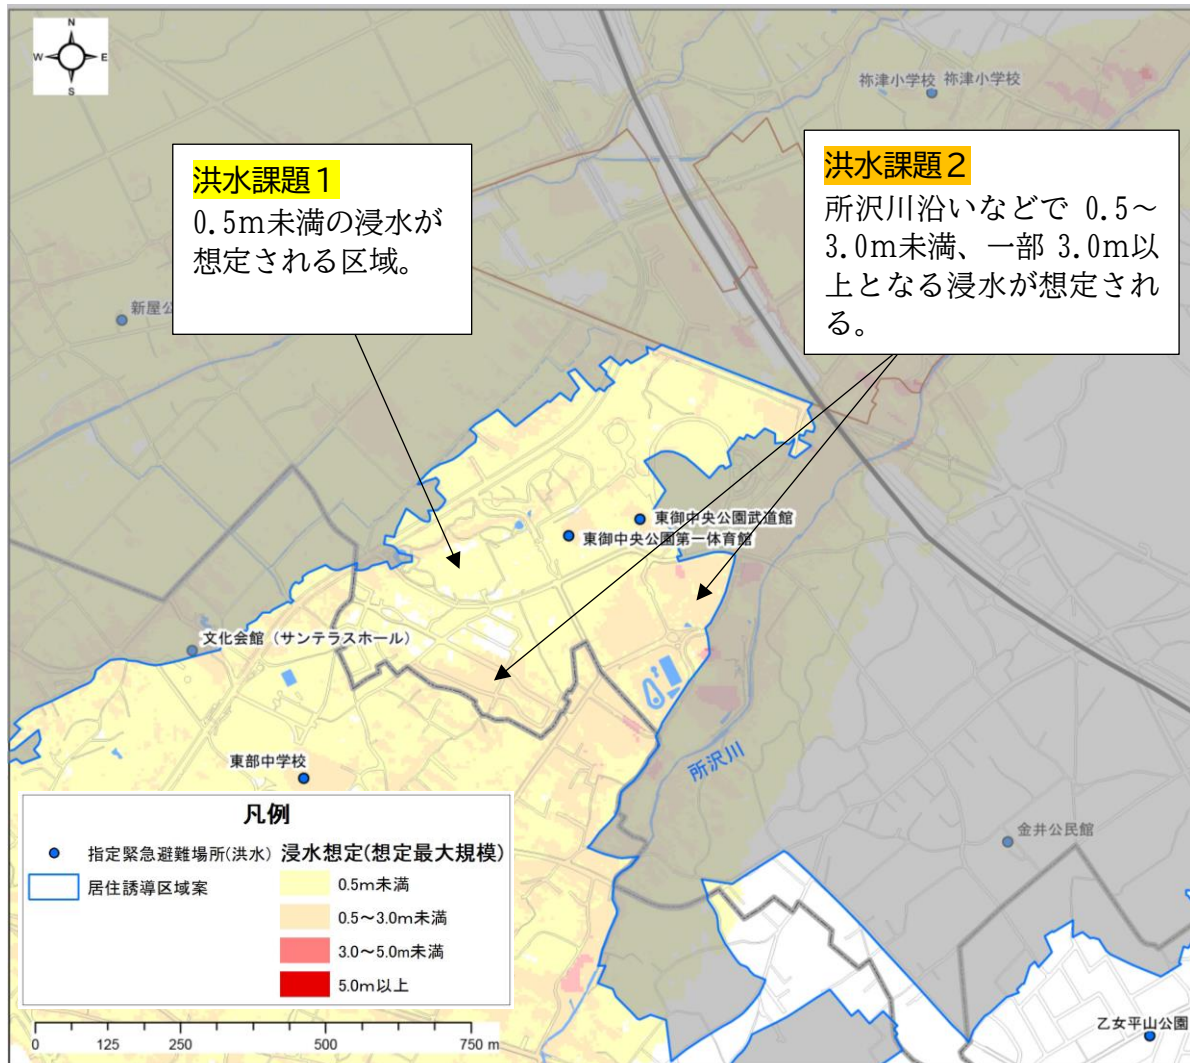 N
W
E
S
祢津小学校 祢津小学校
洪水課題1
0.5m未満の浸水が
想定される区域。
洪水課題2
所沢川沿いなどで 0.5～
3.0m未満、一部 3.0m以
上となる浸水が想定され
る。
新屋公
東御中央公園武道館
東御中央公園第一体育館
文化会館（サンテラスホール）
東部中学校
所沢川
金井公民館
乙女平山公園
凡例
指定緊急避難場所(洪水)
居住誘導区域案
浸水想定(想定最大規模)
0.5m未満
0.5～3.0m未満
3.0～5.0m未満
5.0m以上
0 125 250 500 750 m